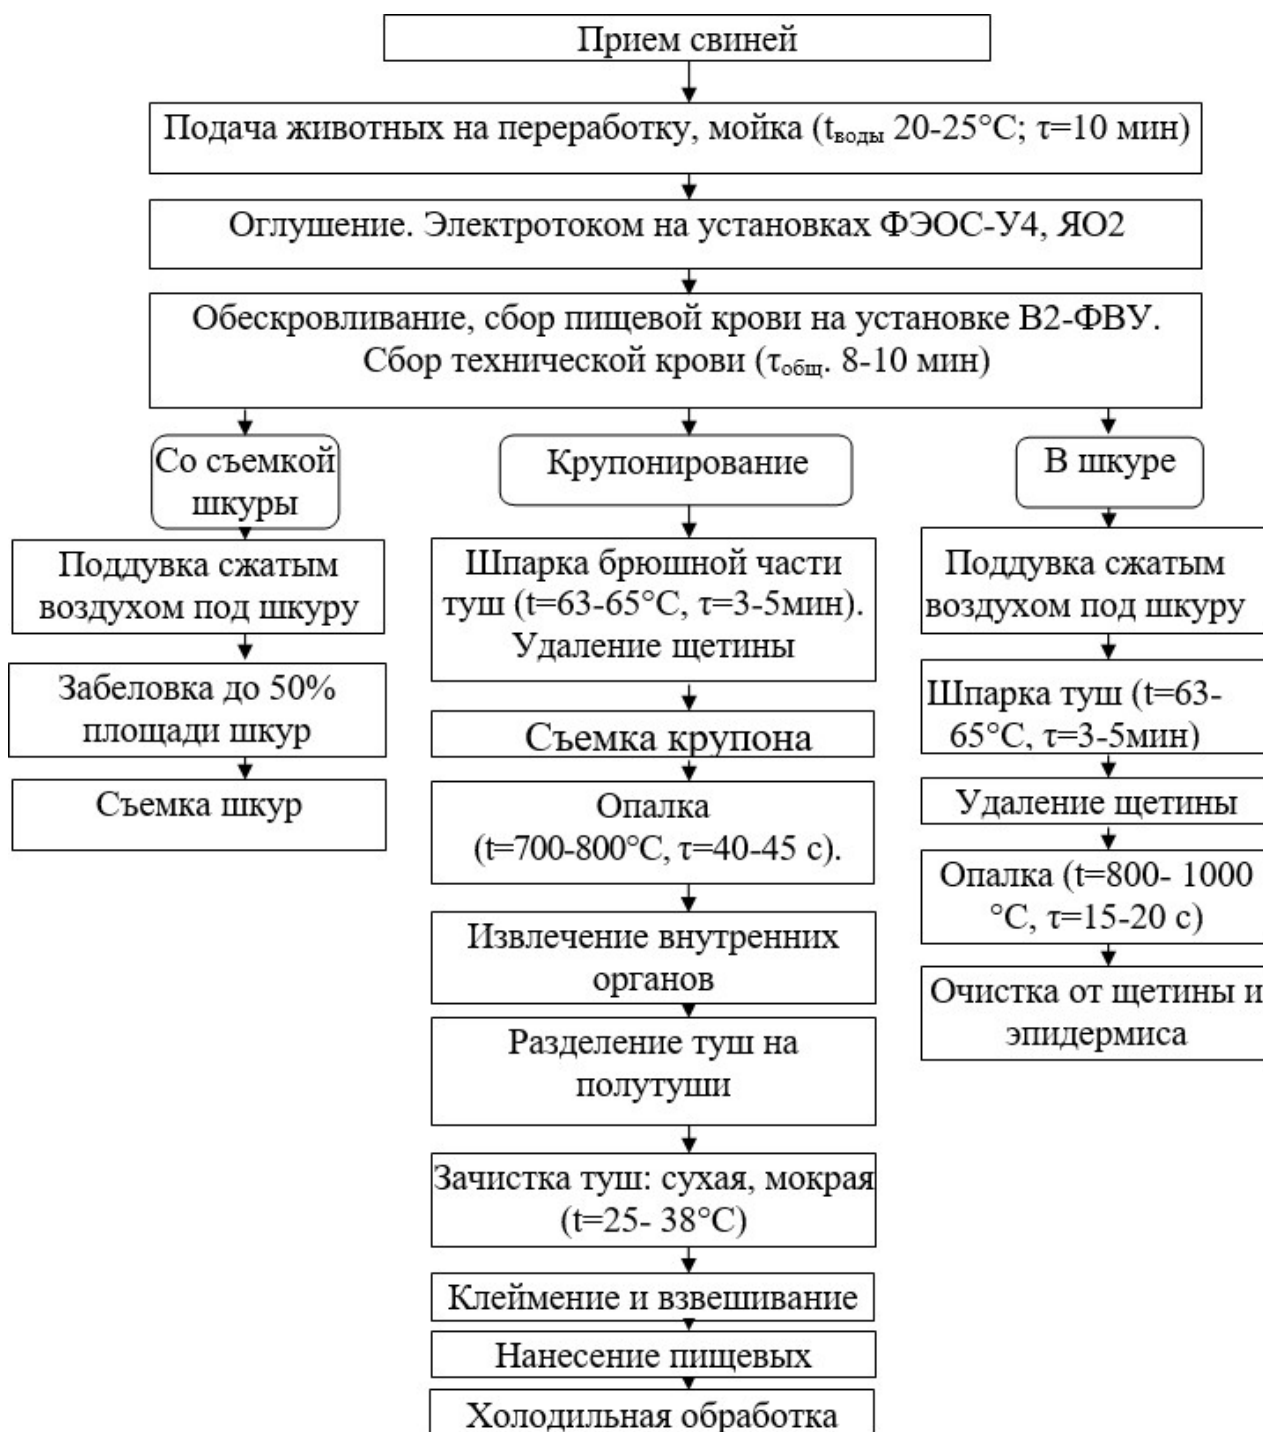 Прием свиней
Подача животных на переработку, мойка (tводы 20-25°С; τ=10 мин)
Оглушение. Электротоком на установках ФЭОС-У4, ЯО2
Обескровливание, сбор пищевой крови на установке В2-ФВУ.
Сбор технической крови (τобщ. 8-10 мин)
Со съемкой
шкуры
Поддувка сжатым
воздухом под шкуру
Забеловка до 50%
площади шкур
Съемка шкур
Крупонирование
Шпарка брюшной части
туш (t=63-65°С, τ=3-5мин).
Удаление щетины
Съемка крупона
Опалка
(t=700-800°С, τ=40-45 с).
Извлечение внутренних
органов
Разделение туш на
полутуши
Зачистка туш: сухая, мокрая
(t=25- 38°С)
Клеймение и взвешивание
Нанесение пищевых
Холодильная обработка
В шкуре
Поддувка сжатым
воздухом под шкуру
Шпарка туш (t=63-
65°С, τ=3-5мин)
Удаление щетины
Опалка (t=800- 1000
°С, τ=15-20 с)
Очистка от щетины и
эпидермиса